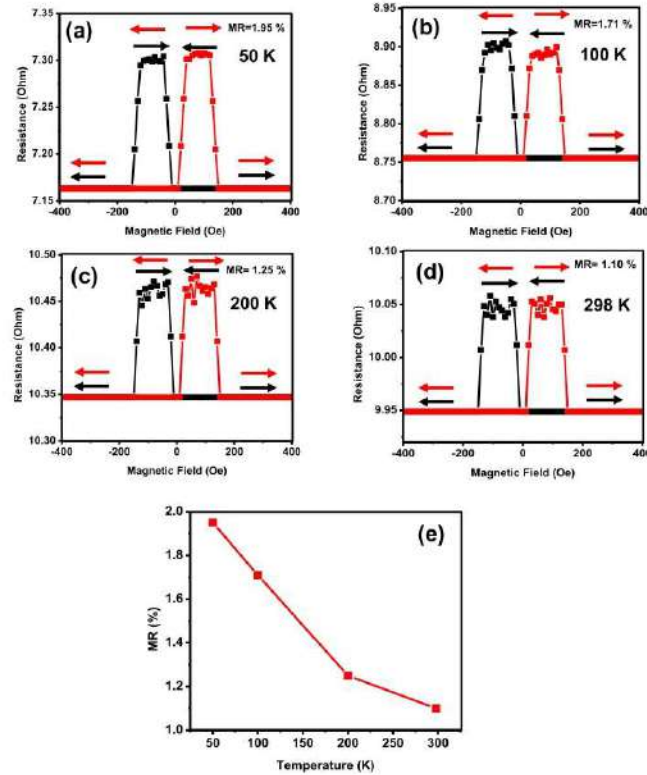 (a)
MR=1.95 %
50 K
7.30
7.25
7.20
7.15
Resistance (Ohm)
-400
-200
0
200
400
Magnetic Field (Oe)
(b)
MR=1.71 %
100 K
8.90
8.85
8.80
8.75
8.70
Resistance (Ohm)
-400
-200
0
200
400
Magnetic Field (Oe)
(c)
MR= 1.25 %
200 K
10.50
10.45
10.40
10.35
10.30
Resistance (Ohm)
-400
-200
0
200
400
Magnetic Field (Oe)
(d)
MR= 1.10 %
298 K
10.10
10.05
10.00
9.95
Resistance (Ohm)
-400
-200
0
200
400
Magnetic Field (Oe)
(e)
2.0
1.8
1.6
1.4
1.2
1.0
MR (%)
50
100
150
200
250
300
Temperature (K)